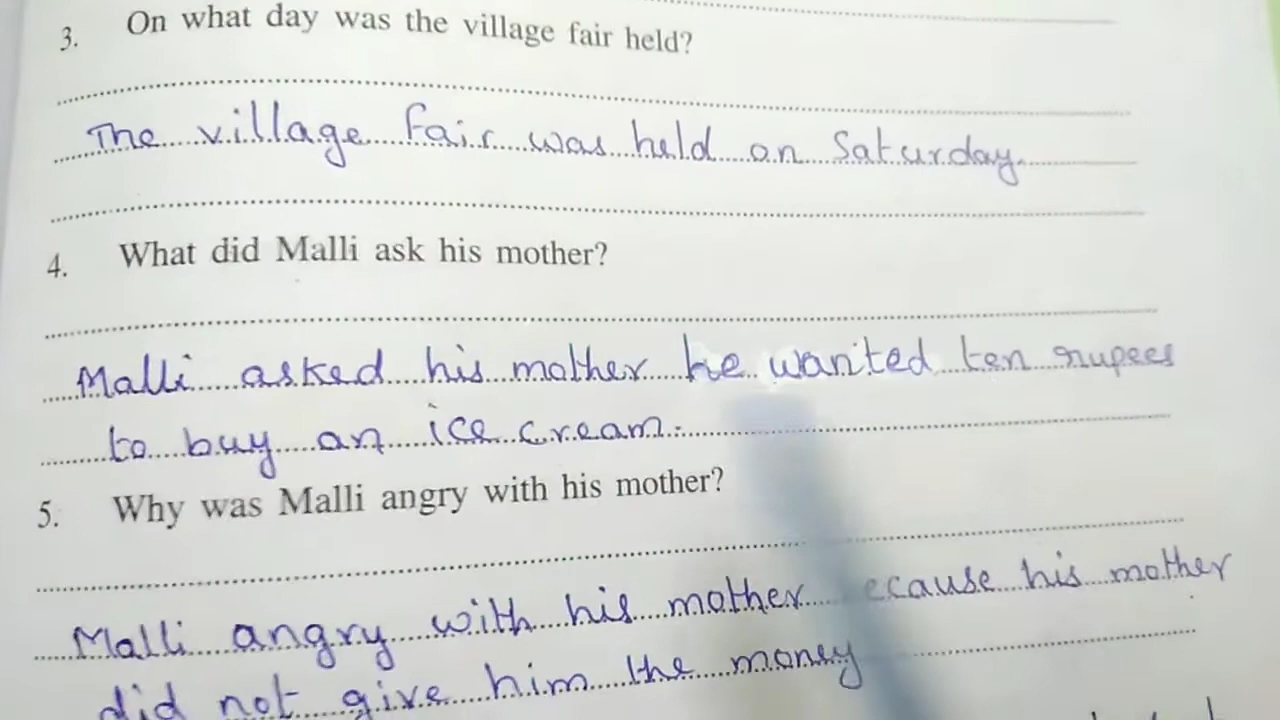 3. On what day was the village fair held?
The village fair was held on Saturday.
4. What did Malli ask his mother?
Malli asked his mother he wanted ten rupees
to buy an ice cream.
5. Why was Malli angry with his mother?
Malli angry with his mother ecause his mother
did not give him the money